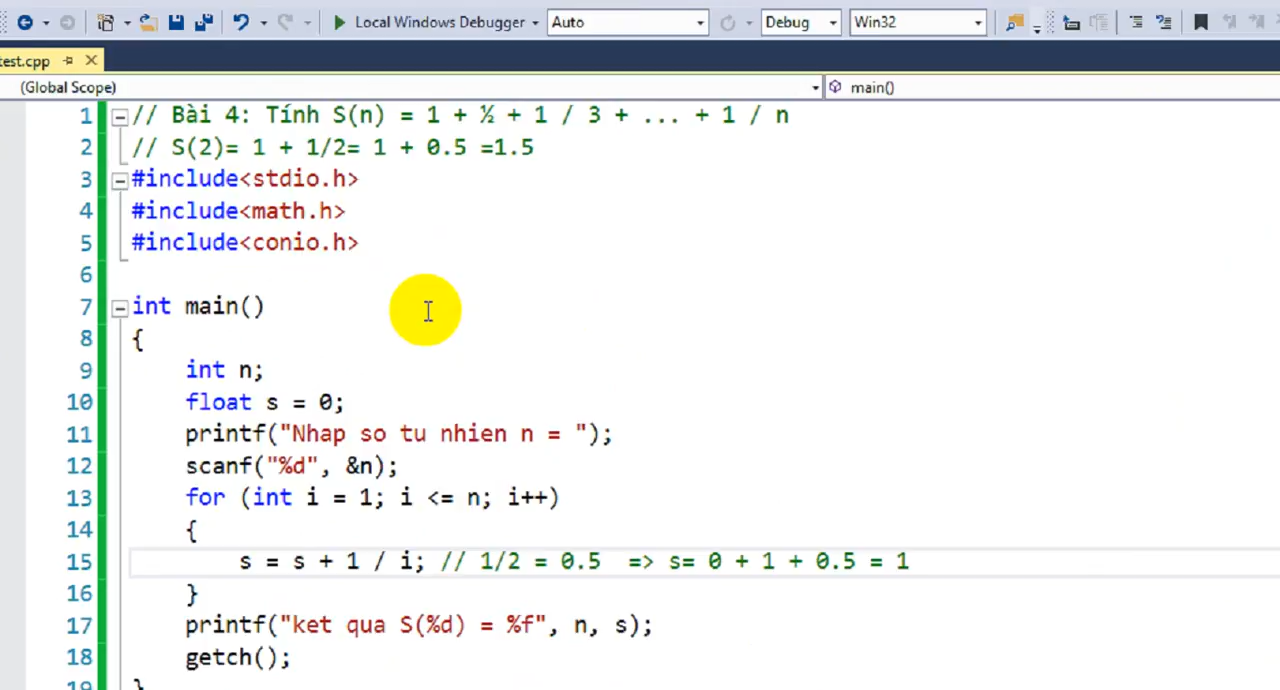 Local Windows Debugger Auto Debug Win32
test.cpp
(Global Scope) main()
1 // Bài 4: Tính S(n) = 1 + ½ + 1 / 3 + ... + 1 / n
2 // S(2)= 1 + 1/2= 1 + 0.5 =1.5
3 #include<stdio.h>
4 #include<math.h>
5 #include<conio.h>
6
7 int main()
8 {
9 int n;
10 float s = 0;
11 printf("Nhap so tu nhien n = ");
12 scanf("%d", &n);
13 for (int i = 1; i <= n; i++)
14 {
15 s = s + 1 / i; // 1/2 = 0.5  => s= 0 + 1 + 0.5 = 1
16 }
17 printf("ket qua S(%d) = %f", n, s);
18 getch();
19 }